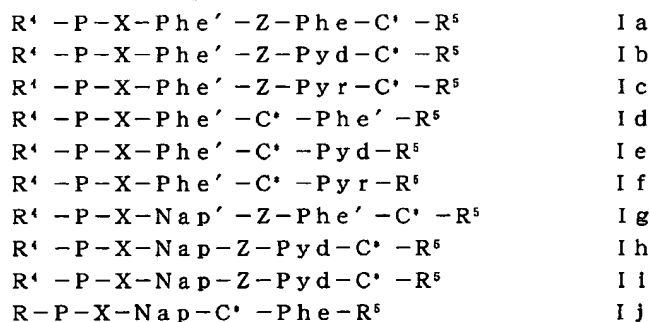 R⁴ -P-X-Phe´ -Z-Phe-C* -R⁵ Ia
R⁴ -P-X-Phe´ -Z-Pyd-C* -R⁵ Ib
R⁴ -P-X-Phe´ -Z-Pyr-C* -R⁵ Ic
R⁴ -P-X-Phe´ -C* -Phe´ -R⁵ Id
R⁴ -P-X-Phe´ -C* -Pyd-R⁵ Ie
R⁴ -P-X-Phe´ -C* -Pyr-R⁵ If
R⁴ -P-X-Nap´ -Z-Phe´ -C* -R⁵ Ig
R⁴ -P-X-Nap-Z-Pyd-C* -R⁵ Ih
R⁴ -P-X-Nap-Z-Pyd-C* -R⁵ Ii
R-P-X-Nap-C* -Phe-R⁵ Ij